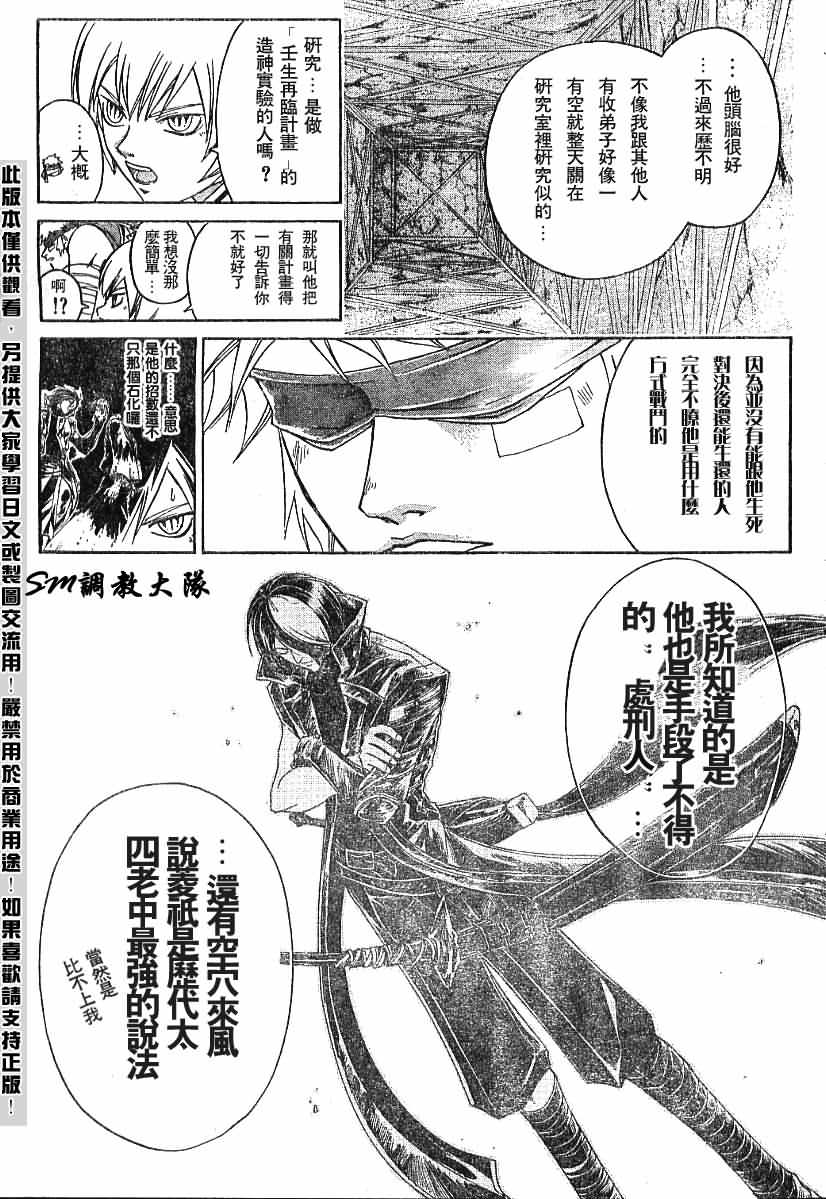 …他頭腦很好
…不過來歷不明
不像我跟其他人
有收弟子好像一
有空就整天關在
研究室裡研究似的…
研究…是做
「壬生再臨計畫」的
造神實驗的人嗎？
…大概
那就叫他把
有關計畫得
一切告訴你
不就好了
我想沒那
麼簡單…
啊
!?
因為並沒有能跟他生死
對決後還能生還的人
完全不瞭他是用什麼
方式戰鬥的
什麼……意思
是他的招數還不
只那個石化囉
SM調教大隊
我所知道的是
他也是手段了不得
的”處刑人”…
…還有空穴來風
說菱祇是歷代太
四老中最強的說法
當然是
比不上我
此版本僅供觀看，另提供大家學習日文或製圖交流用！嚴禁用於商業用途！如果喜歡請支持正版！